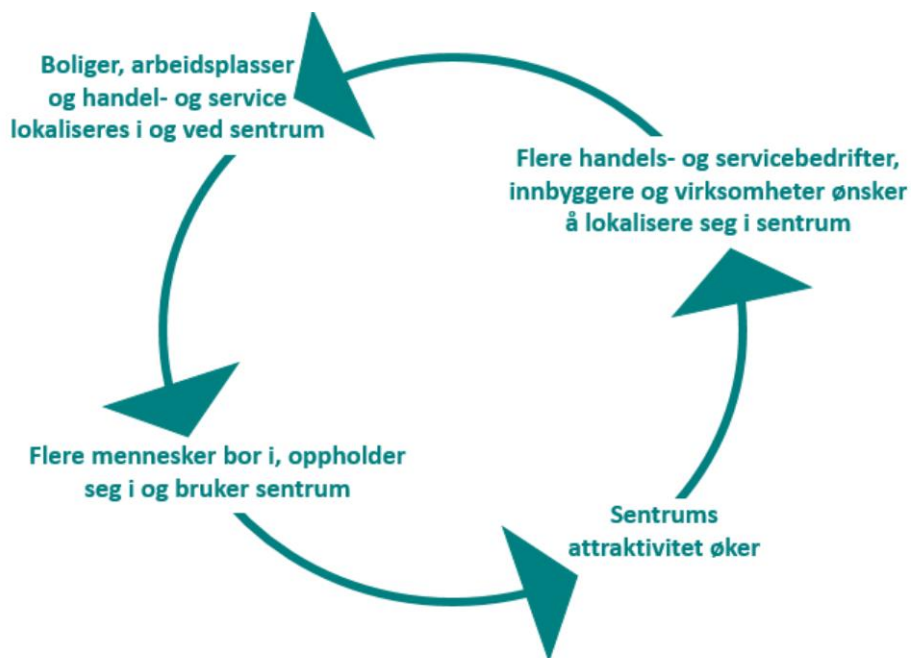 Boliger, arbeidsplasser
og handel- og service
lokaliseres i og ved sentrum
Flere handels- og servicebedrifter,
innbyggere og virksomheter ønsker
å lokalisere seg i sentrum
Flere mennesker bor i, oppholder
seg i og bruker sentrum
Sentrums
attraktivitet øker